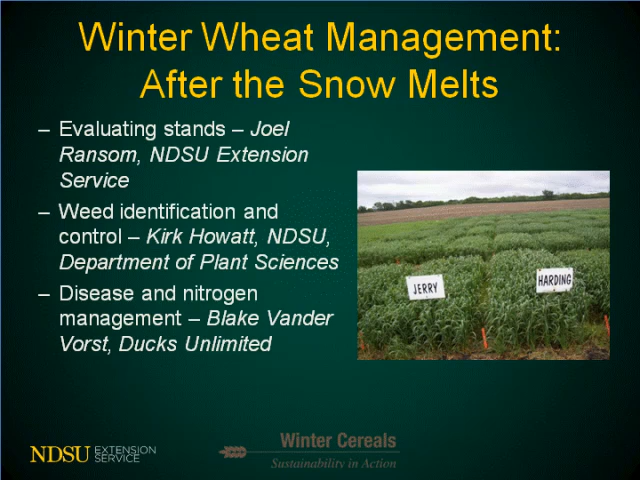 Winter Wheat Management:
After the Snow Melts
– Evaluating stands – Joel
Ransom, NDSU Extension
Service
– Weed identification and
control – Kirk Howatt, NDSU,
Department of Plant Sciences
– Disease and nitrogen
management – Blake Vander
Vorst, Ducks Unlimited
JERRY
HARDING
NDSU EXTENSION
SERVICE
Winter Cereals
Sustainability in Action